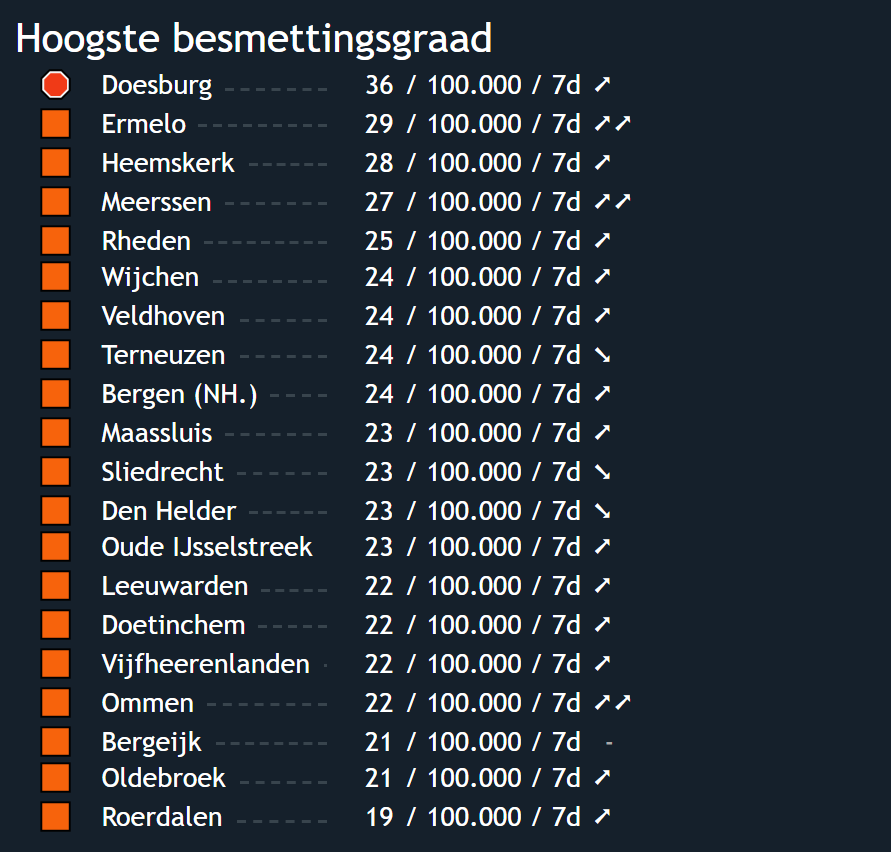 Hoogste besmettingsgraad
Doesburg 36 / 100.000 / 7d ➚
Ermelo 29 / 100.000 / 7d ➚➚
Heemskerk 28 / 100.000 / 7d ➚
Meerssen 27 / 100.000 / 7d ➚➚
Rheden 25 / 100.000 / 7d ➚
Wijchen 24 / 100.000 / 7d ➚
Veldhoven 24 / 100.000 / 7d ➚
Terneuzen 24 / 100.000 / 7d ➘
Bergen (NH.) 24 / 100.000 / 7d ➚
Maassluis 23 / 100.000 / 7d ➚
Sliedrecht 23 / 100.000 / 7d ➘
Den Helder 23 / 100.000 / 7d ➘
Oude IJsselstreek 23 / 100.000 / 7d ➚
Leeuwarden 22 / 100.000 / 7d ➚
Doetinchem 22 / 100.000 / 7d ➚
Vijfheerenlanden 22 / 100.000 / 7d ➚
Ommen 22 / 100.000 / 7d ➚➚
Bergeijk 21 / 100.000 / 7d -
Oldebroek 21 / 100.000 / 7d ➚
Roerdalen 19 / 100.000 / 7d ➚